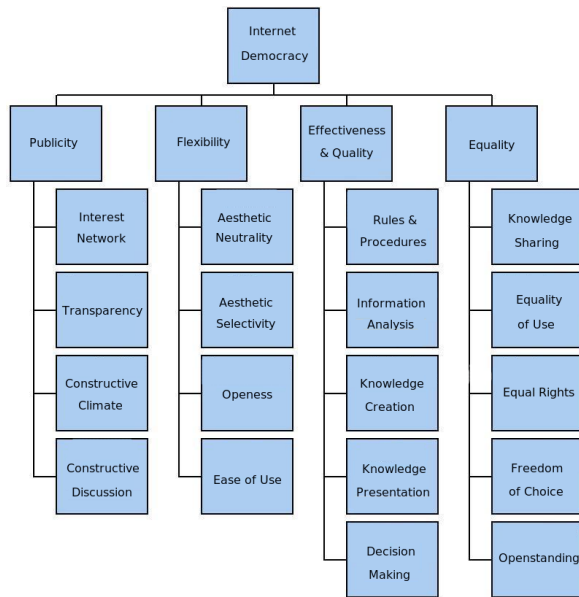 Internet
Democracy
Publicity
Flexibility
Effectiveness
& Quality
Equality
Interest
Network
Transparency
Constructive
Climate
Constructive
Discussion
Aesthetic
Neutrality
Aesthetic
Selectivity
Openess
Ease of Use
Rules &
Procedures
Information
Analysis
Knowledge
Creation
Knowledge
Presentation
Decision
Making
Knowledge
Sharing
Equality
of Use
Equal Rights
Freedom
of Choice
Openstanding